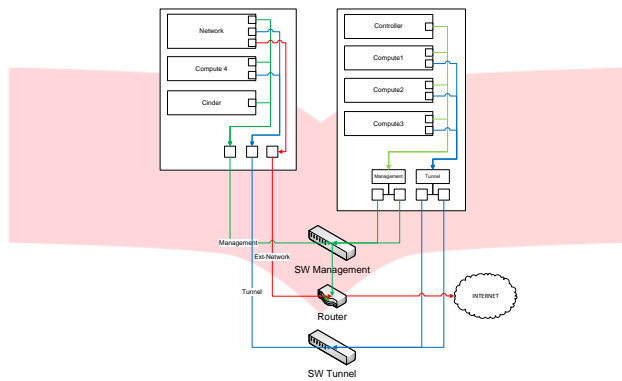 Network
Compute 4
Cinder
Controller
Compute1
Compute2
Compute3
Management
Tunnel
Management
Ext-Network
SW Management
Tunnel
INTERNET
Router
SW Tunnel